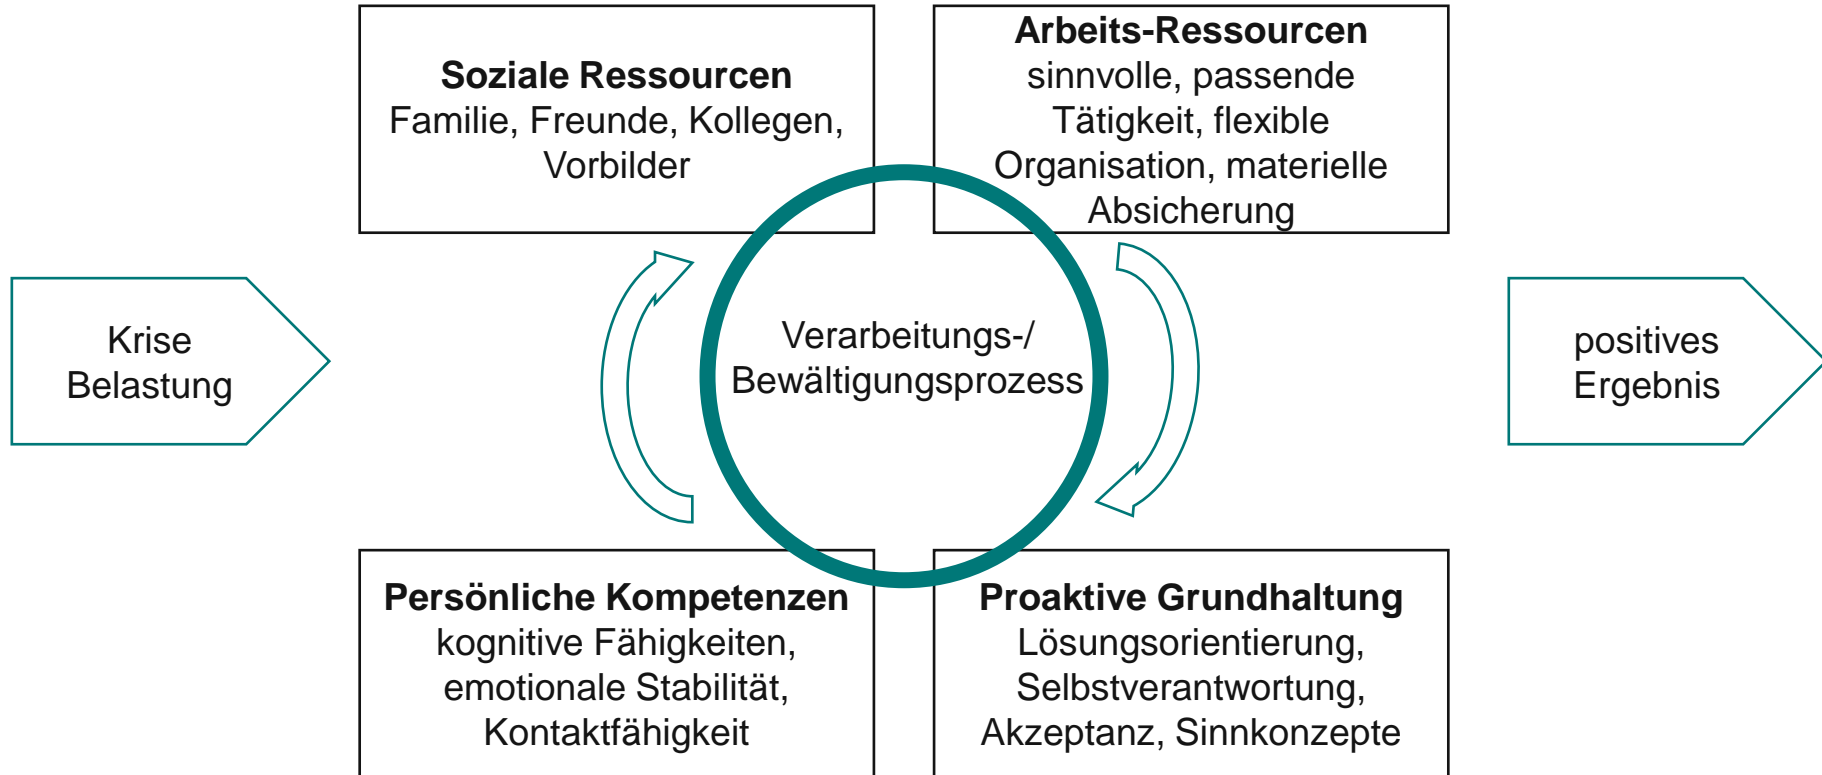 Soziale Ressourcen
Familie, Freunde, Kollegen,
Vorbilder
Arbeits-Ressourcen
sinnvolle, passende
Tätigkeit, flexible
Organisation, materielle
Absicherung
Krise
Belastung
Verarbeitungs-/
Bewältigungsprozess
positives
Ergebnis
Persönliche Kompetenzen
kognitive Fähigkeiten,
emotionale Stabilität,
Kontaktfähigkeit
Proaktive Grundhaltung
Lösungsorientierung,
Selbstverantwortung,
Akzeptanz, Sinnkonzepte